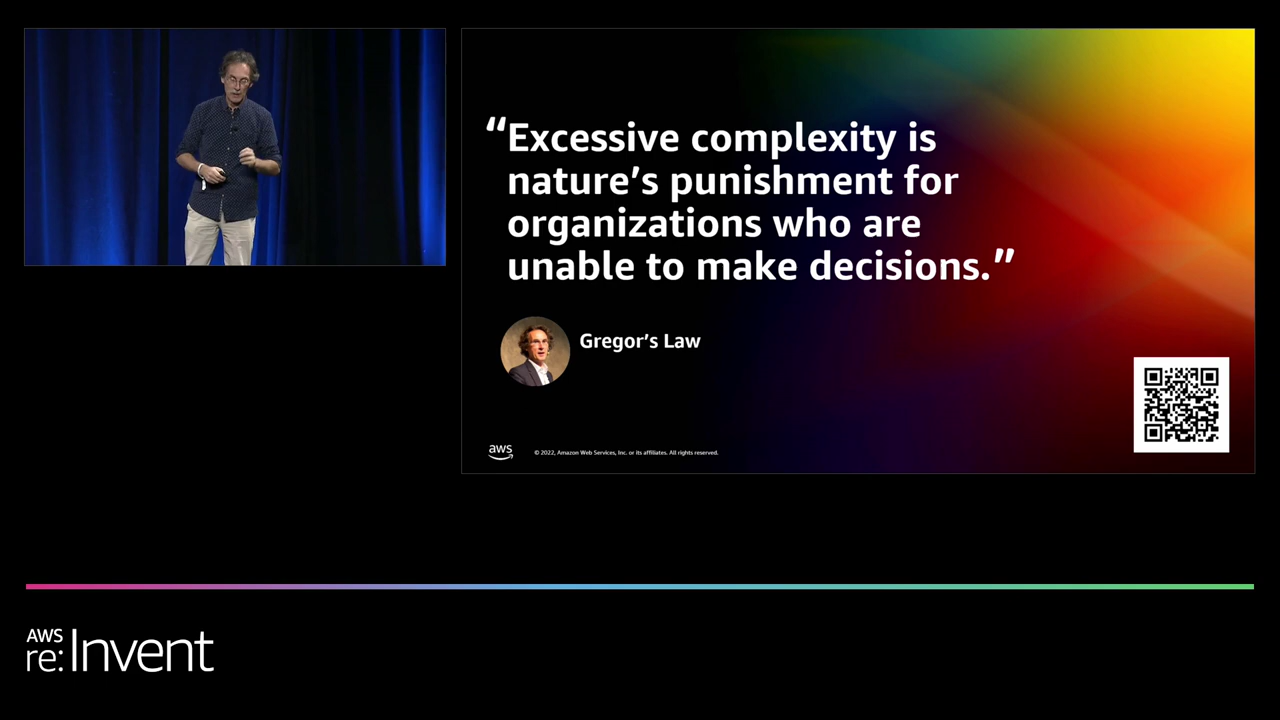 “Excessive complexity is
nature’s punishment for
organizations who are
unable to make decisions.”
Gregor’s Law
aws
© 2022, Amazon Web Services, Inc. or its affiliates. All rights reserved.
AWS
re:Invent